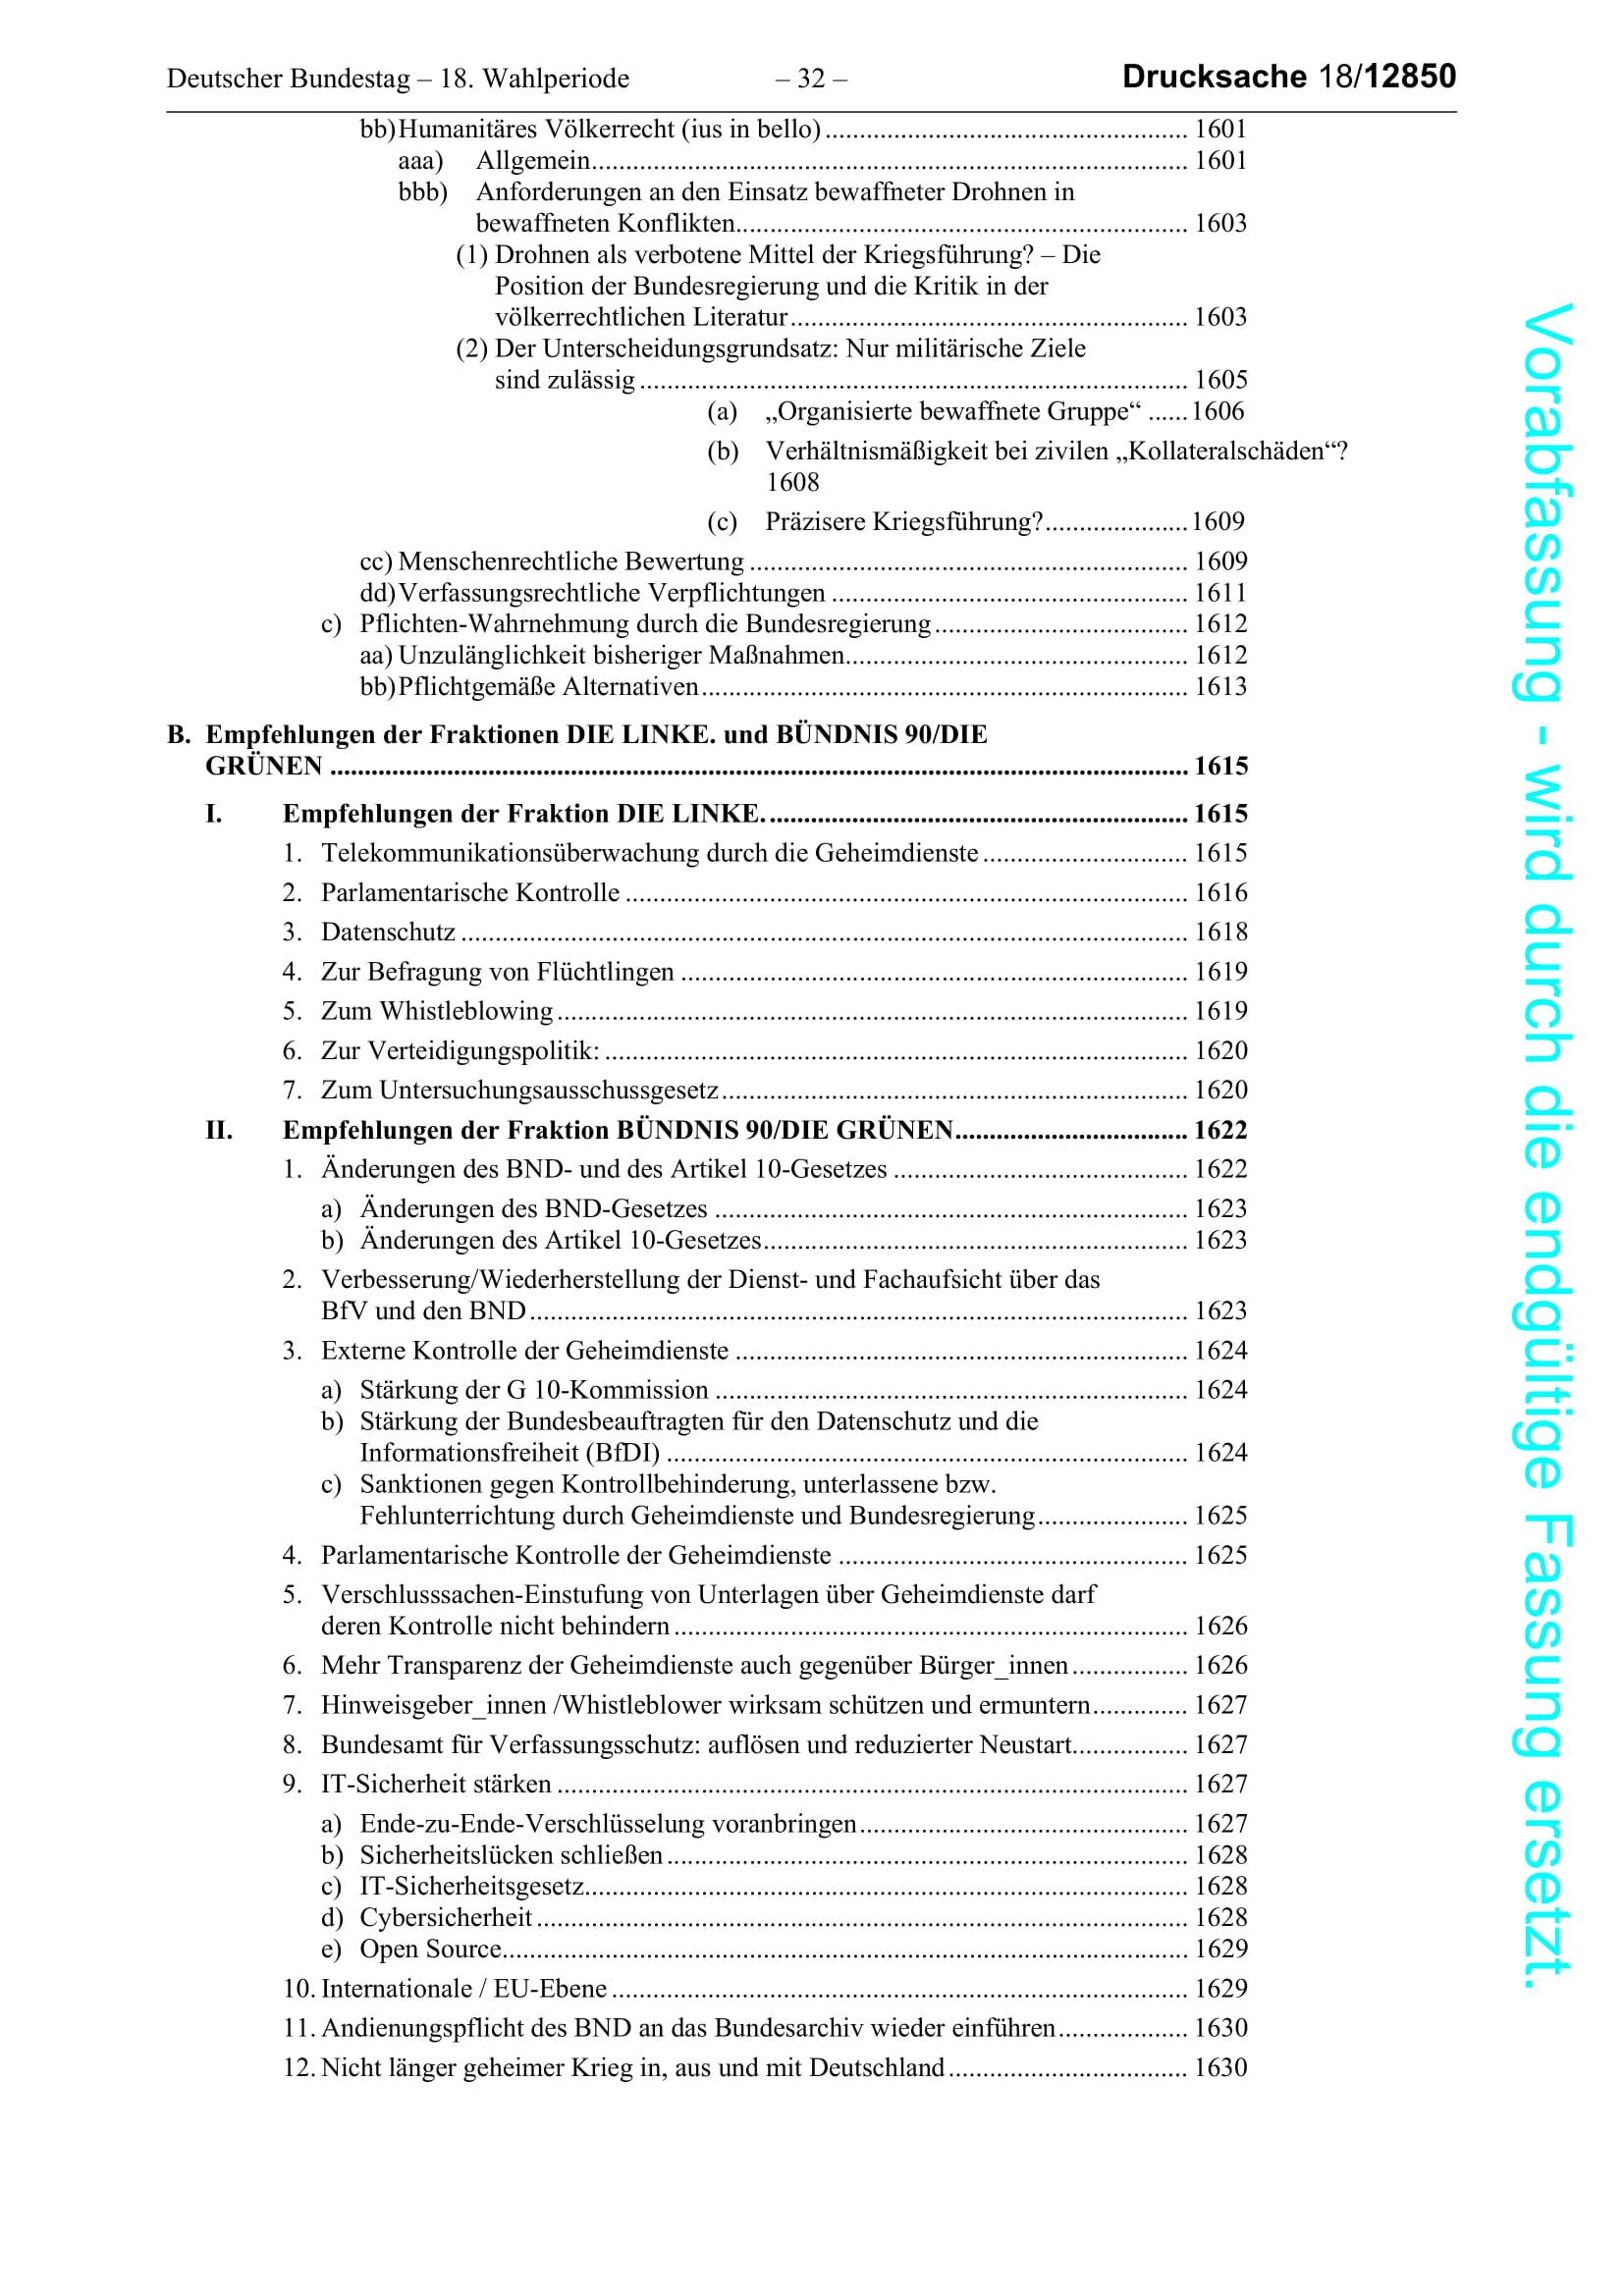 Deutscher Bundestag – 18. Wahlperiode – 32 – Drucksache 18/12850
bb) Humanitäres Völkerrecht (ius in bello) ..................................................... 1601
aaa) Allgemein....................................................................................... 1601
bbb) Anforderungen an den Einsatz bewaffneter Drohnen in
bewaffneten Konflikten.................................................................. 1603
(1) Drohnen als verbotene Mittel der Kriegsführung? – Die
Position der Bundesregierung und die Kritik in der
völkerrechtlichen Literatur .......................................................... 1603
(2) Der Unterscheidungsgrundsatz: Nur militärische Ziele
sind zulässig ................................................................................ 1605
(a) „Organisierte bewaffnete Gruppe“ ...... 1606
(b) Verhältnismäßigkeit bei zivilen „Kollateralschäden“?
1608
(c) Präzisere Kriegsführung?..................... 1609
cc) Menschenrechtliche Bewertung ................................................................ 1609
dd) Verfassungsrechtliche Verpflichtungen .................................................... 1611
c) Pflichten-Wahrnehmung durch die Bundesregierung ..................................... 1612
aa) Unzulänglichkeit bisheriger Maßnahmen.................................................. 1612
bb) Pflichtgemäße Alternativen ....................................................................... 1613
B. Empfehlungen der Fraktionen DIE LINKE. und BÜNDNIS 90/DIE
GRÜNEN ............................................................................................................................. 1615
I. Empfehlungen der Fraktion DIE LINKE. ............................................................. 1615
1. Telekommunikationsüberwachung durch die Geheimdienste .............................. 1615
2. Parlamentarische Kontrolle .................................................................................. 1616
3. Datenschutz .......................................................................................................... 1618
4. Zur Befragung von Flüchtlingen .......................................................................... 1619
5. Zum Whistleblowing ............................................................................................ 1619
6. Zur Verteidigungspolitik: ..................................................................................... 1620
7. Zum Untersuchungsausschussgesetz .................................................................... 1620
II. Empfehlungen der Fraktion BÜNDNIS 90/DIE GRÜNEN.................................. 1622
1. Änderungen des BND- und des Artikel 10-Gesetzes ........................................... 1622
a) Änderungen des BND-Gesetzes ..................................................................... 1623
b) Änderungen des Artikel 10-Gesetzes.............................................................. 1623
2. Verbesserung/Wiederherstellung der Dienst- und Fachaufsicht über das
BfV und den BND ................................................................................................ 1623
3. Externe Kontrolle der Geheimdienste .................................................................. 1624
a) Stärkung der G 10-Kommission ..................................................................... 1624
b) Stärkung der Bundesbeauftragten für den Datenschutz und die
Informationsfreiheit (BfDI) ............................................................................ 1624
c) Sanktionen gegen Kontrollbehinderung, unterlassene bzw.
Fehlunterrichtung durch Geheimdienste und Bundesregierung ...................... 1625
4. Parlamentarische Kontrolle der Geheimdienste ................................................... 1625
5. Verschlusssachen-Einstufung von Unterlagen über Geheimdienste darf
deren Kontrolle nicht behindern ........................................................................... 1626
6. Mehr Transparenz der Geheimdienste auch gegenüber Bürger_innen ................. 1626
7. Hinweisgeber_innen /Whistleblower wirksam schützen und ermuntern.............. 1627
8. Bundesamt für Verfassungsschutz: auflösen und reduzierter Neustart................. 1627
9. IT-Sicherheit stärken ............................................................................................ 1627
a) Ende-zu-Ende-Verschlüsselung voranbringen ................................................ 1627
b) Sicherheitslücken schließen ............................................................................ 1628
c) IT-Sicherheitsgesetz........................................................................................ 1628
d) Cybersicherheit ............................................................................................... 1628
e) Open Source.................................................................................................... 1629
10. Internationale / EU-Ebene .................................................................................... 1629
11. Andienungspflicht des BND an das Bundesarchiv wieder einführen ................... 1630
12. Nicht länger geheimer Krieg in, aus und mit Deutschland ................................... 1630
Vorabfassung - wird durch die endgültige Fassung ersetzt.